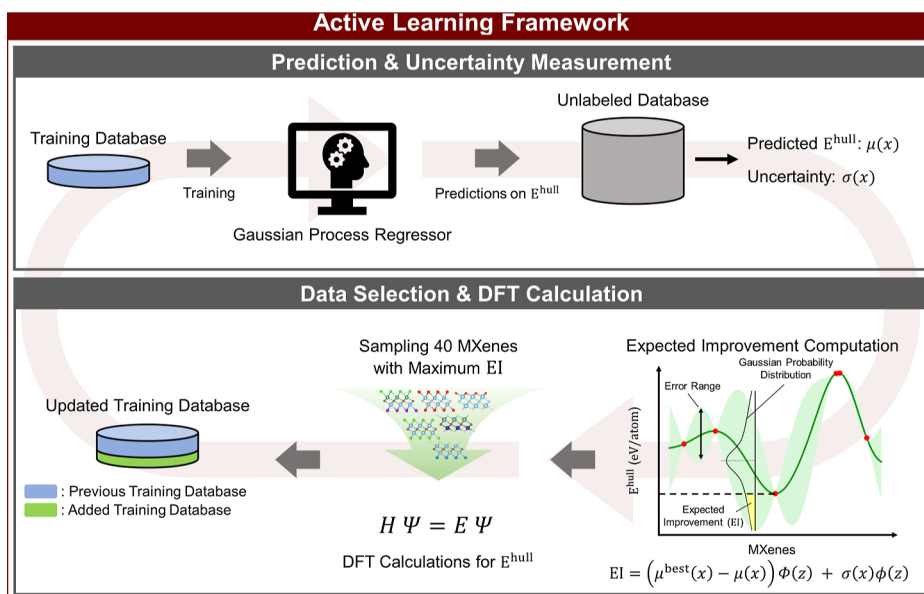 Active Learning Framework
Prediction & Uncertainty Measurement
Training Database
Training
Gaussian Process Regressor
Predictions on E^hull
Unlabeled Database
Predicted E^hull: μ(x)
Uncertainty: σ(x)
Data Selection & DFT Calculation
Expected Improvement Computation
Gaussian Probability
Distribution
Error Range
E^hull (eV/atom)
Expected
Improvement (EI)
MXenes
EI = (μ^best(x) − μ(x)) Φ(z) + σ(x)ϕ(z)
Sampling 40 MXenes
with Maximum EI
H Ψ = E Ψ
DFT Calculations for E^hull
Updated Training Database
: Previous Training Database
: Added Training Database